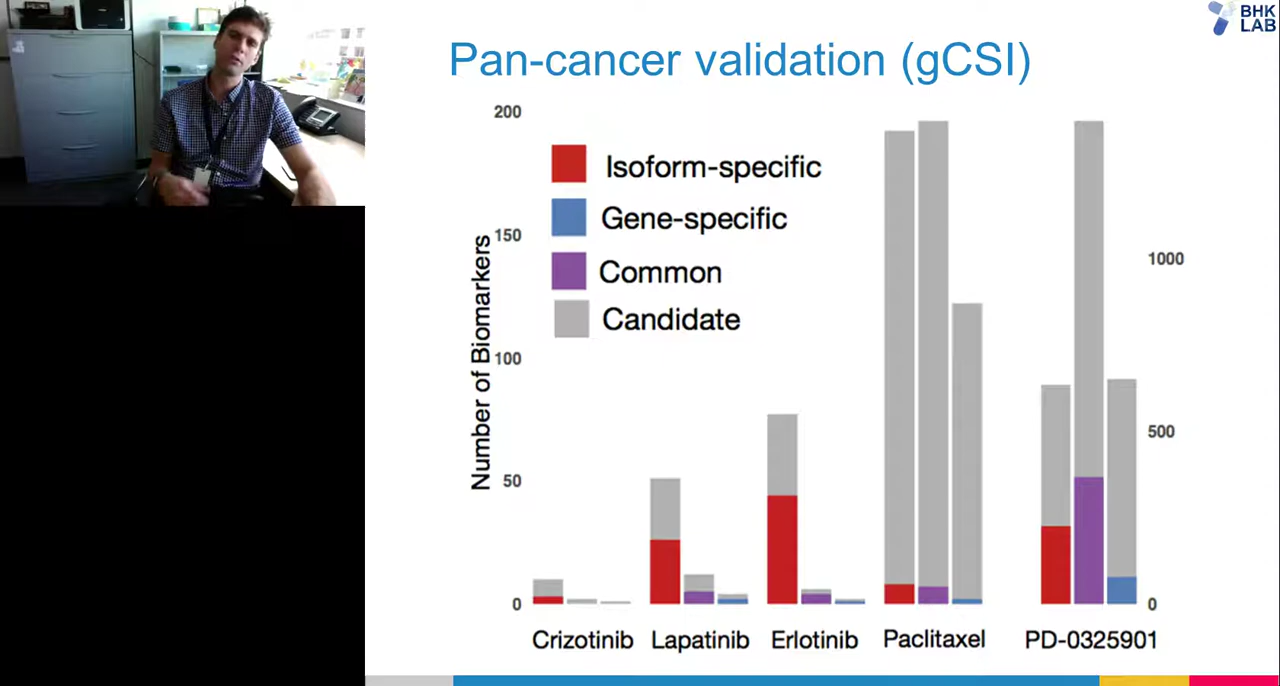 BHK
LAB
Pan-cancer validation (gCSI)
200
150
100
50
0
Number of Biomarkers
Isoform-specific
Gene-specific
Common
Candidate
1000
500
0
Crizotinib Lapatinib Erlotinib Paclitaxel PD-0325901